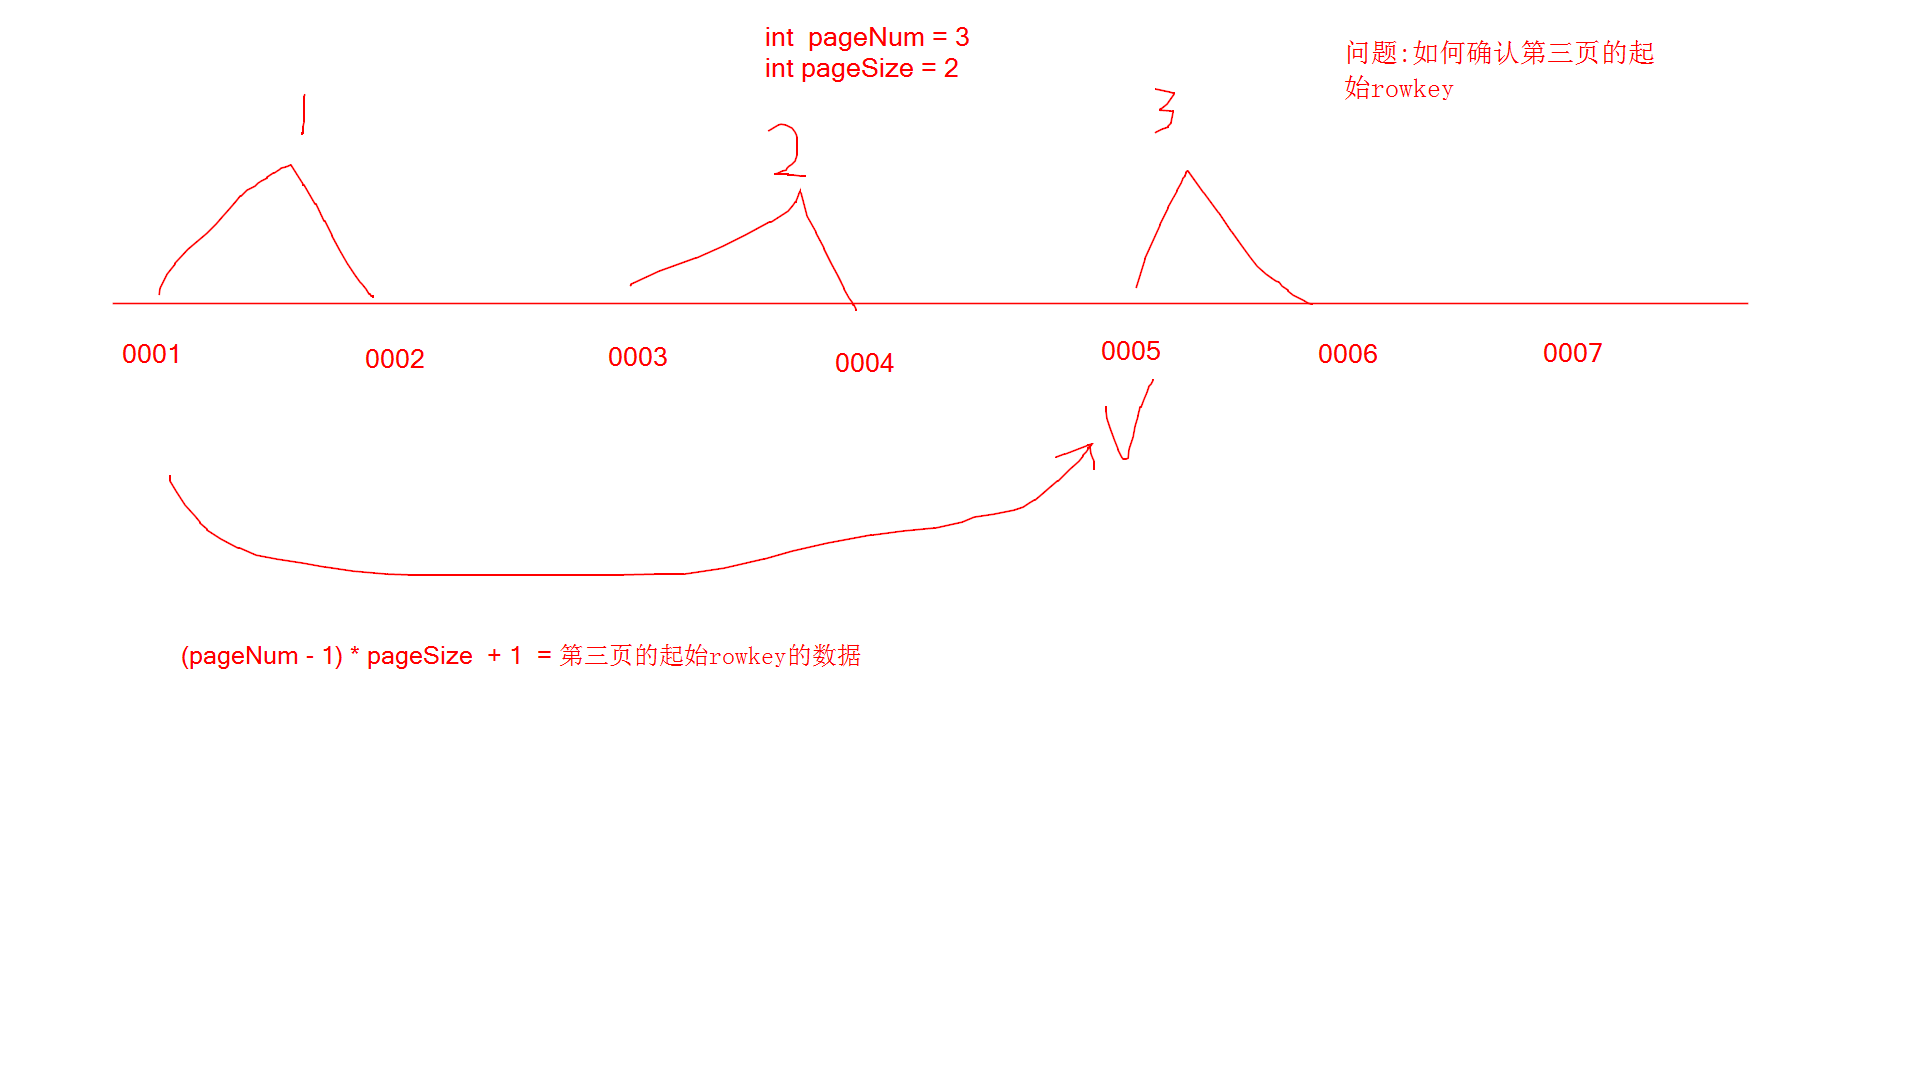 int  pageNum = 3
int pageSize = 2
问题:如何确认第三页的起
始rowkey
1
2
3
0001
0002
0003
0004
0005
0006
0007
(pageNum - 1) * pageSize  + 1  = 第三页的起始rowkey的数据